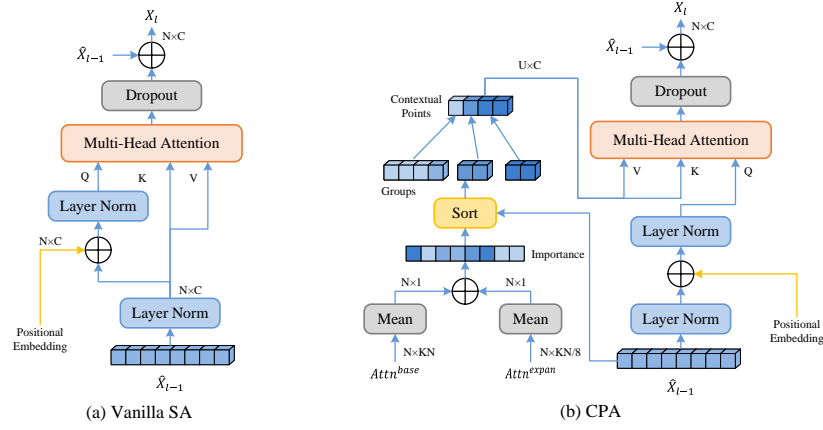 X_l
N×C
X̂_{l-1}
Dropout
Multi-Head Attention
Q
K
V
Layer Norm
N×C
N×C
Layer Norm
Positional
Embedding
X̂_{l-1}
(a) Vanilla SA
X_l
N×C
X̂_{l-1}
U×C
Contextual
Points
Dropout
Multi-Head Attention
V
K
Q
Groups
Sort
Layer Norm
Importance
N×1
N×1
Mean
Mean
Layer Norm
Positional
Embedding
N×KN
N×KN/8
Attn^{base}
Attn^{expan}
X̂_{l-1}
(b) CPA